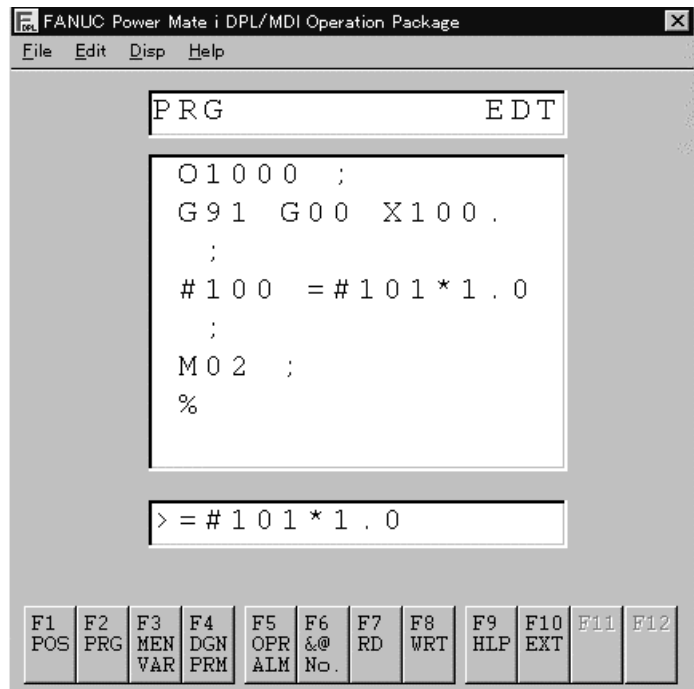 FANUC Power Mate i DPL/MDI Operation Package
File Edit Disp Help
PRG EDT
O1000 ;
G91 G00 X100.
;
#100 =#101*1.0
;
M02 ;
%
>=#101*1.0
F1 F2 F3 F4 F5 F6 F7 F8 F9 F10 F11 F12
POS PRG MEN DGN OPR &@ RD WRT HLP EXT
VAR PRM ALM No.